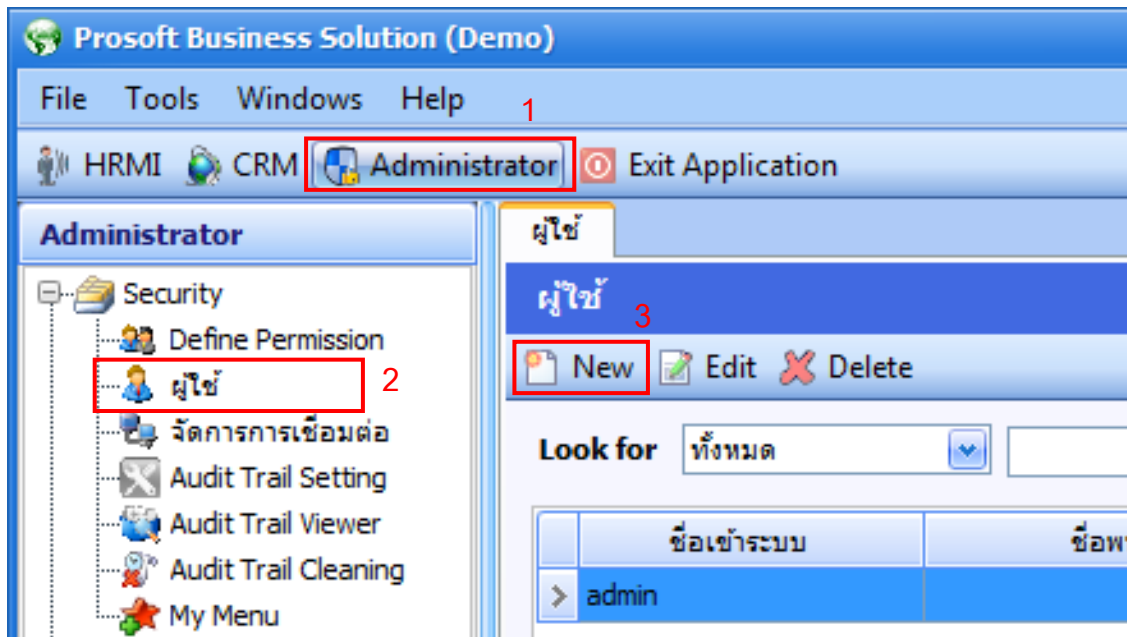 Prosoft Business Solution (Demo)
File Tools Windows Help
1
HRMI CRM Administrator Exit Application
Administrator
ผู้ใช้
Security
ผู้ใช้
3
Define Permission
New Edit Delete
ผู้ใช้
2
จัดการการเชื่อมต่อ
Look for ทั้งหมด
Audit Trail Setting
Audit Trail Viewer
ชื่อเข้าระบบ
Audit Trail Cleaning
admin
My Menu